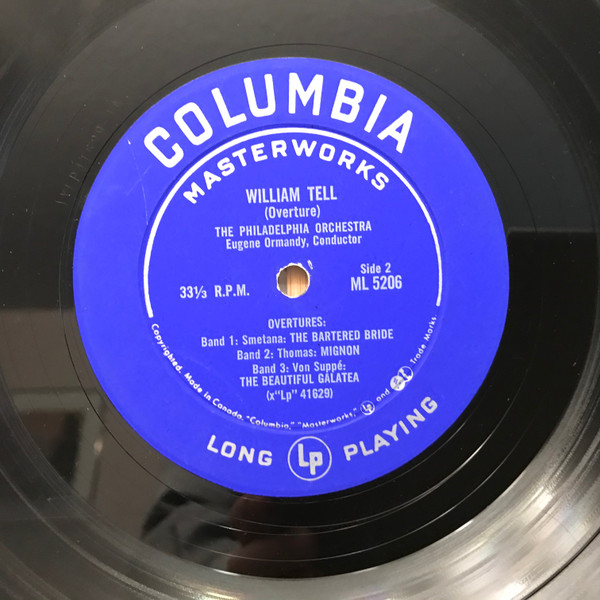 COLUMBIA
MASTERWORKS
WILLIAM TELL
(Overture)
THE PHILADELPHIA ORCHESTRA
Eugene Ormandy, Conductor
33⅓ R.P.M.
Side 2
ML 5206
OVERTURES:
Band 1: Smetana: THE BARTERED BRIDE
Band 2: Thomas: MIGNON
Band 3: Von Suppé:
THE BEAUTIFUL GALATEA
(x"Lp" 41629)
Copyrighted. Made in Canada. "Columbia," "Masterworks," Lp and Trade Marks
LONG Lp PLAYING